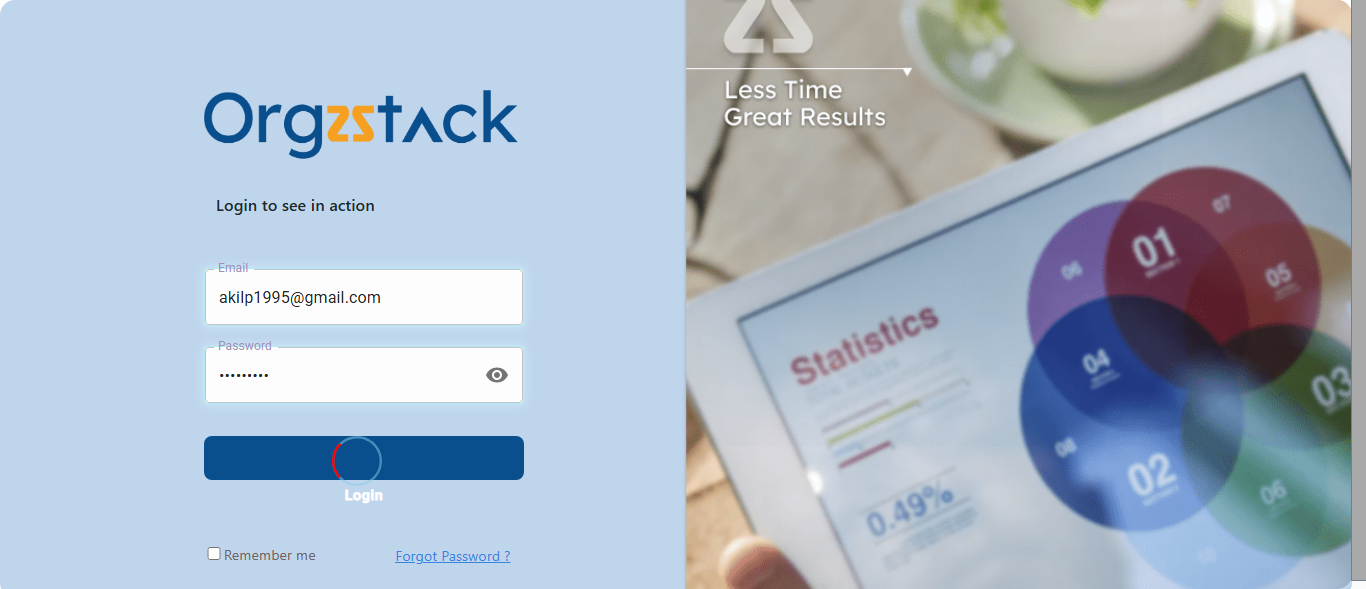 Orgzstack
Login to see in action
Email
akilp1995@gmail.com
Password
Login
Remember me
Forgot Password ?
Less Time
Great Results
Statistics
0.49%
01
07
06
05
04
03
08
02
06